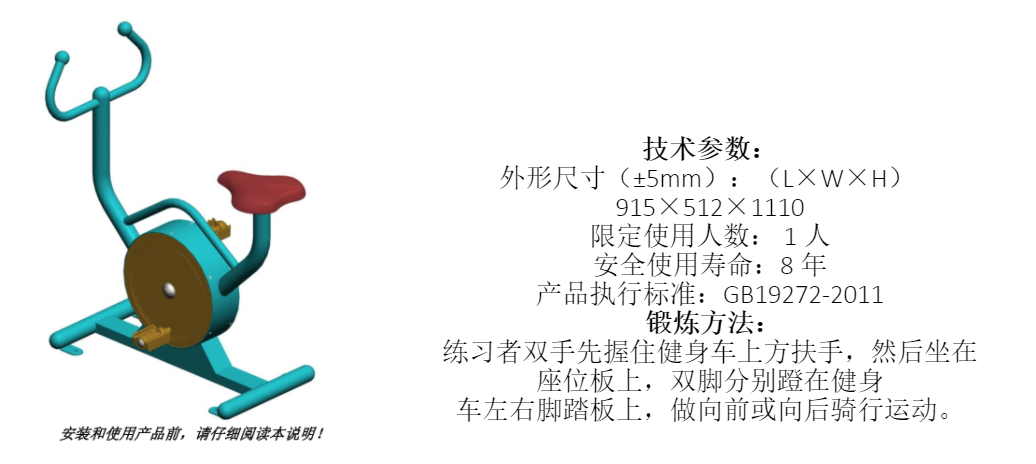 技术参数：
外形尺寸（±5mm）：（L×W×H）
915×512×1110
限定使用人数： 1 人
安全使用寿命：8 年
产品执行标准：GB19272-2011
锻炼方法：
练习者双手先握住健身车上方扶手，然后坐在
座位板上，双脚分别蹬在健身
车左右脚踏板上，做向前或向后骑行运动。
安装和使用产品前，请仔细阅读本说明！